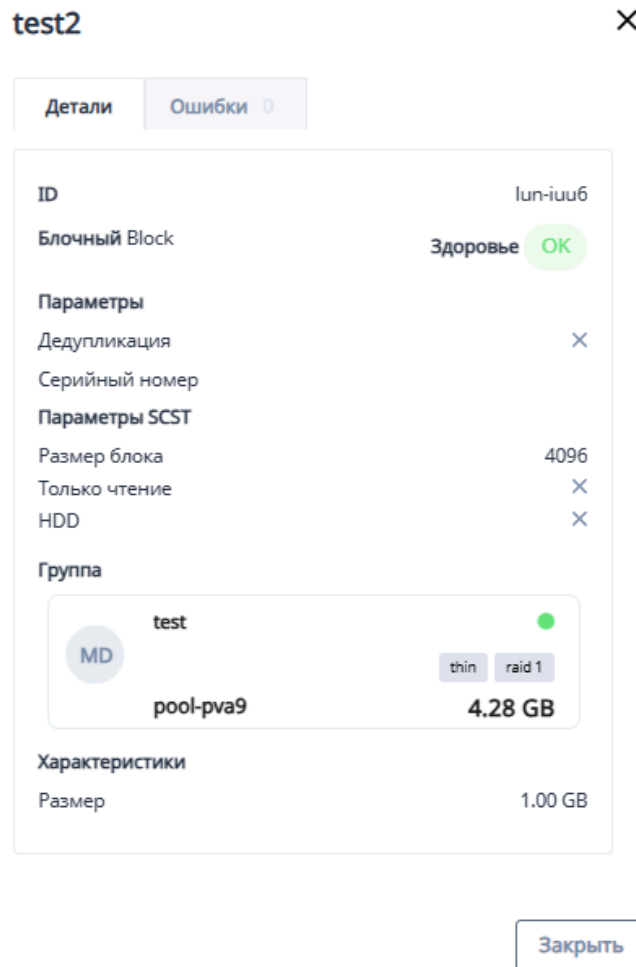 test2
Детали
Ошибки 0
ID lun-iuu6
Блочный Block
Здоровье OK
Параметры
Дедупликация
Серийный номер
Параметры SCST
Размер блока 4096
Только чтение
HDD
Группа
test
MD
thin raid 1
pool-pva9 4.28 GB
Характеристики
Размер 1.00 GB
Закрыть